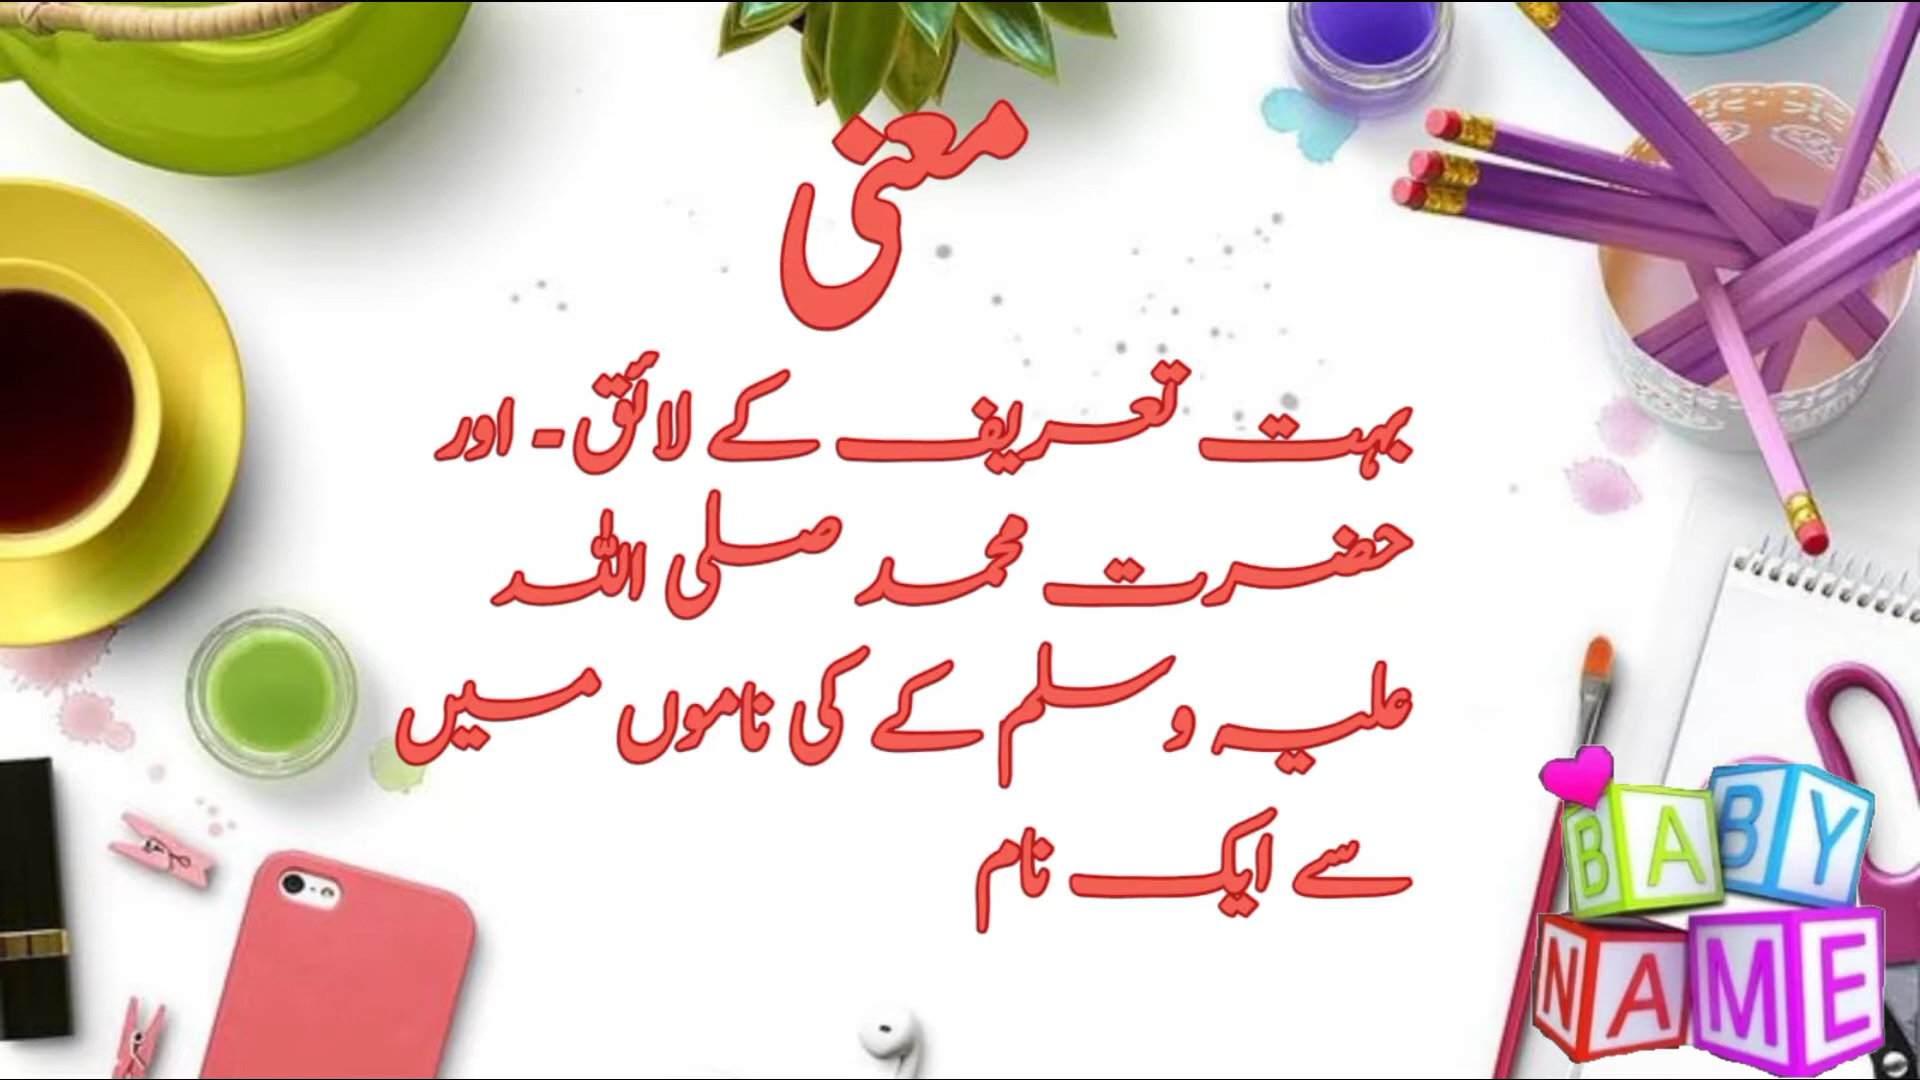 معنی
بہت تعریف کے لائق - اور
حضرت محمد صلی اللہ
علیہ وسلم کے کی ناموں میں
سے ایک نام
BABY
NAME